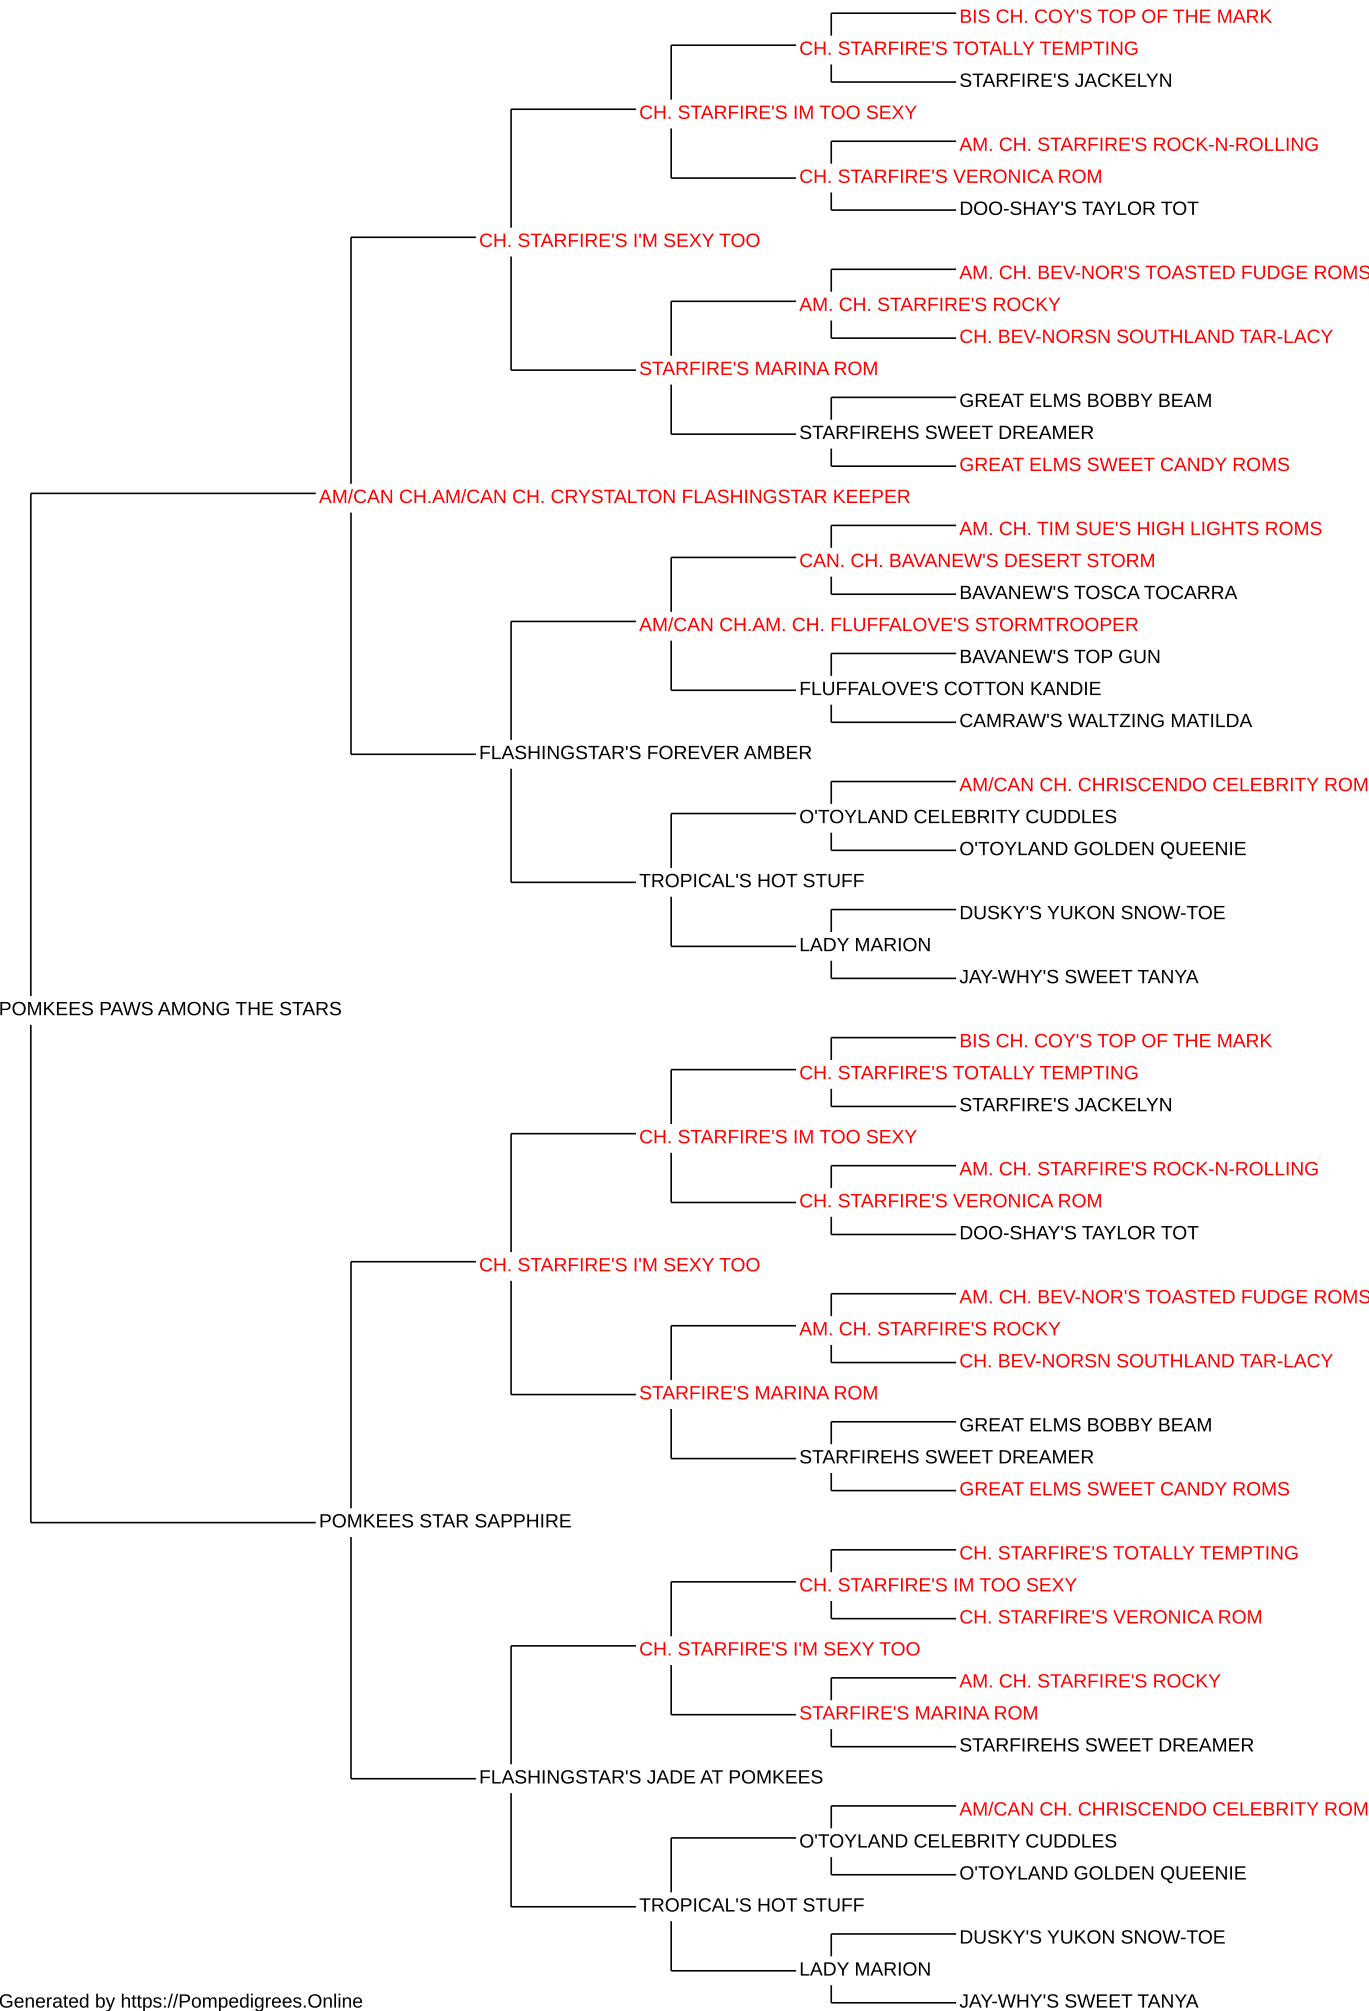 BIS CH. COY'S TOP OF THE MARK
CH. STARFIRE'S TOTALLY TEMPTING
STARFIRE'S JACKELYN
CH. STARFIRE'S IM TOO SEXY
AM. CH. STARFIRE'S ROCK-N-ROLLING
CH. STARFIRE'S VERONICA ROM
DOO-SHAY'S TAYLOR TOT
CH. STARFIRE'S I'M SEXY TOO
AM. CH. BEV-NOR'S TOASTED FUDGE ROMS
AM. CH. STARFIRE'S ROCKY
CH. BEV-NORSN SOUTHLAND TAR-LACY
STARFIRE'S MARINA ROM
GREAT ELMS BOBBY BEAM
STARFIREHS SWEET DREAMER
GREAT ELMS SWEET CANDY ROMS
AM/CAN CH.AM/CAN CH. CRYSTALTON FLASHINGSTAR KEEPER
AM. CH. TIM SUE'S HIGH LIGHTS ROMS
CAN. CH. BAVANEW'S DESERT STORM
BAVANEW'S TOSCA TOCARRA
AM/CAN CH.AM. CH. FLUFFALOVE'S STORMTROOPER
BAVANEW'S TOP GUN
FLUFFALOVE'S COTTON KANDIE
CAMRAW'S WALTZING MATILDA
FLASHINGSTAR'S FOREVER AMBER
AM/CAN CH. CHRISCENDO CELEBRITY ROM
O'TOYLAND CELEBRITY CUDDLES
O'TOYLAND GOLDEN QUEENIE
TROPICAL'S HOT STUFF
DUSKY'S YUKON SNOW-TOE
LADY MARION
JAY-WHY'S SWEET TANYA
POMKEES PAWS AMONG THE STARS
BIS CH. COY'S TOP OF THE MARK
CH. STARFIRE'S TOTALLY TEMPTING
STARFIRE'S JACKELYN
CH. STARFIRE'S IM TOO SEXY
AM. CH. STARFIRE'S ROCK-N-ROLLING
CH. STARFIRE'S VERONICA ROM
DOO-SHAY'S TAYLOR TOT
CH. STARFIRE'S I'M SEXY TOO
AM. CH. BEV-NOR'S TOASTED FUDGE ROMS
AM. CH. STARFIRE'S ROCKY
CH. BEV-NORSN SOUTHLAND TAR-LACY
STARFIRE'S MARINA ROM
GREAT ELMS BOBBY BEAM
STARFIREHS SWEET DREAMER
GREAT ELMS SWEET CANDY ROMS
POMKEES STAR SAPPHIRE
CH. STARFIRE'S TOTALLY TEMPTING
CH. STARFIRE'S IM TOO SEXY
CH. STARFIRE'S VERONICA ROM
CH. STARFIRE'S I'M SEXY TOO
AM. CH. STARFIRE'S ROCKY
STARFIRE'S MARINA ROM
STARFIREHS SWEET DREAMER
FLASHINGSTAR'S JADE AT POMKEES
AM/CAN CH. CHRISCENDO CELEBRITY ROM
O'TOYLAND CELEBRITY CUDDLES
O'TOYLAND GOLDEN QUEENIE
TROPICAL'S HOT STUFF
DUSKY'S YUKON SNOW-TOE
LADY MARION
JAY-WHY'S SWEET TANYA
Generated by https://Pompedigrees.Online